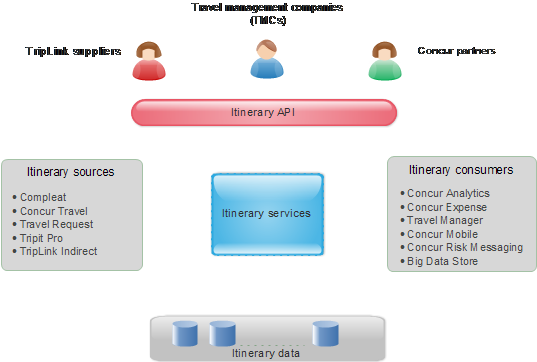 Travel management companies
(TMCs)
TripLink suppliers
Concur partners
Itinerary API
Itinerary sources
• Compleat
• Concur Travel
• Travel Request
• Tripit Pro
• TripLink Indirect
Itinerary services
Itinerary consumers
• Concur Analytics
• Concur Expense
• Travel Manager
• Concur Mobile
• Concur Risk Messaging
• Big Data Store
Itinerary data